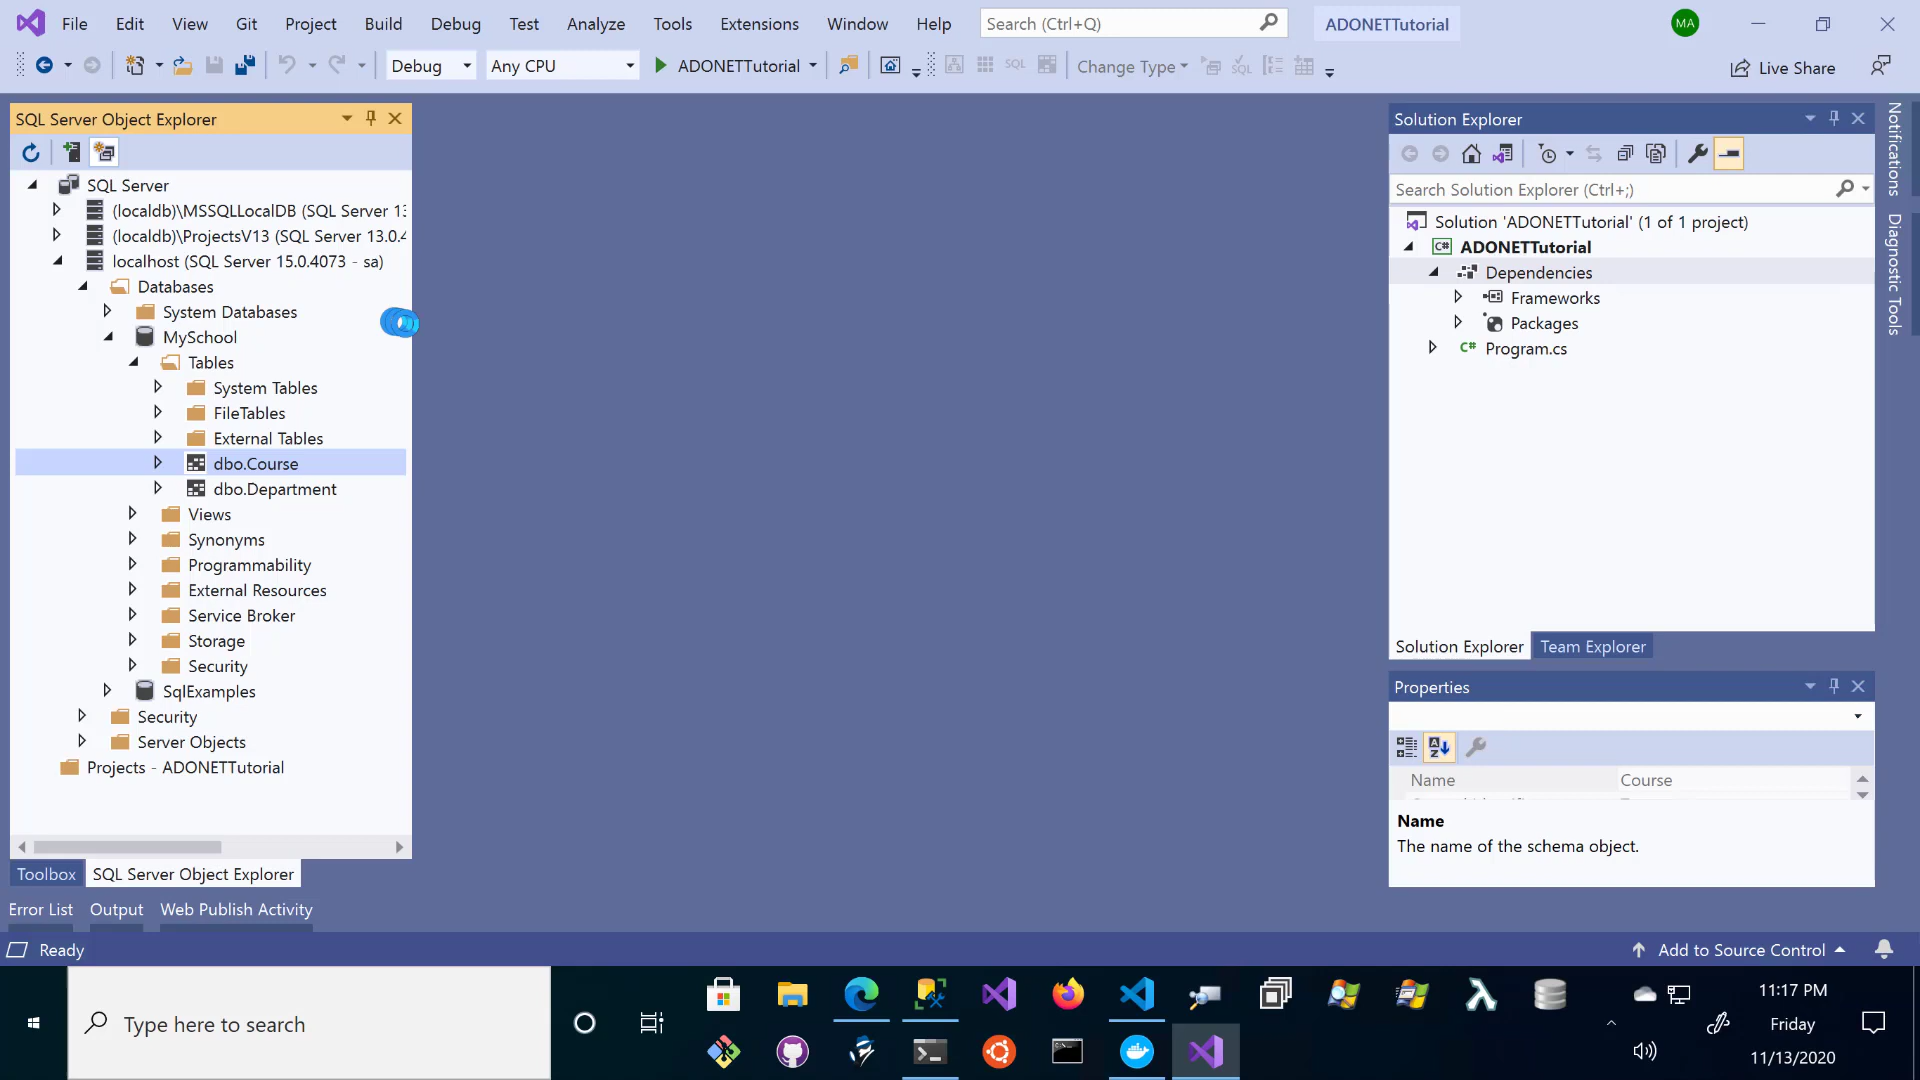 File Edit View Git Project Build Debug Test Analyze Tools Extensions Window Help Search (Ctrl+Q) ADONETTutorial MA
Debug Any CPU ADONETTutorial SQL Change Type SQL Live Share
SQL Server Object Explorer
SQL Server
(localdb)\MSSQLLocalDB (SQL Server 13
(localdb)\ProjectsV13 (SQL Server 13.0.4
localhost (SQL Server 15.0.4073 - sa)
Databases
System Databases
MySchool
Tables
System Tables
FileTables
External Tables
dbo.Course
dbo.Department
Views
Synonyms
Programmability
External Resources
Service Broker
Storage
Security
SqlExamples
Security
Server Objects
Projects - ADONETTutorial
Toolbox SQL Server Object Explorer
Error List Output Web Publish Activity
Solution Explorer
Search Solution Explorer (Ctrl+;)
Solution 'ADONETTutorial' (1 of 1 project)
C# ADONETTutorial
Dependencies
Frameworks
Packages
C# Program.cs
Solution Explorer Team Explorer
Properties
Name Course
Name
The name of the schema object.
Notifications
Diagnostic Tools
Ready Add to Source Control
Type here to search
11:17 PM
Friday
11/13/2020